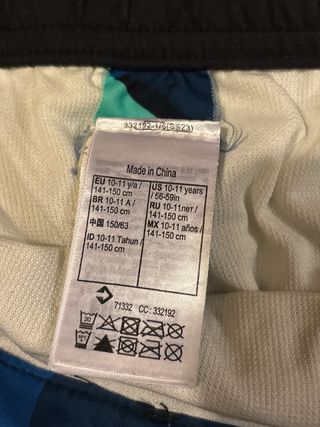 Made in China
EU 10-11 y/a /
141-150 cm
BR 10-11 A /
141-150 cm
中国 150/63
ID 10-11 Tahun /
141-150 cm
US 10-11 years
/ 56-59in
RU 10-11лет /
141-150 cm
MX 10-11 años /
141-150 cm
71332 CC: 332192
30